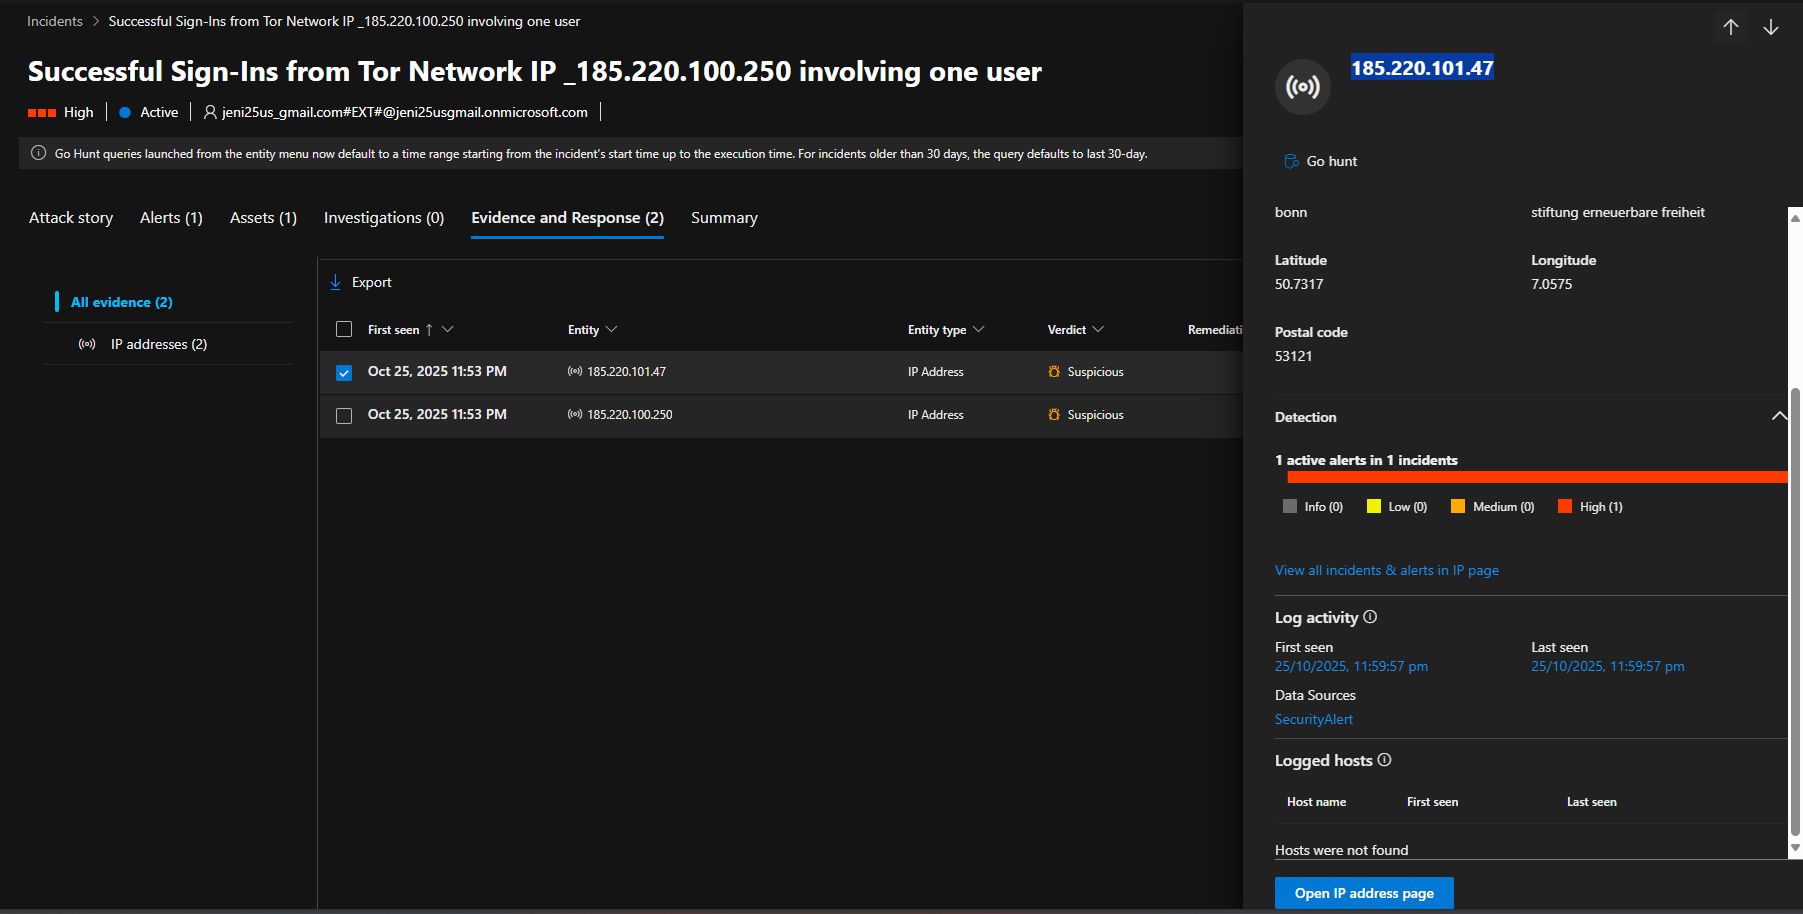 Incidents > Successful Sign-Ins from Tor Network IP _185.220.100.250 involving one user
Successful Sign-Ins from Tor Network IP _185.220.100.250 involving one user
High | Active | jeni25us_gmail.com#EXT#@jeni25usgmail.onmicrosoft.com |
Go Hunt queries launched from the entity menu now default to a time range starting from the incident's start time up to the execution time. For incidents older than 30 days, the query defaults to last 30-day.
Attack story Alerts (1) Assets (1) Investigations (0) Evidence and Response (2) Summary
All evidence (2)
IP addresses (2)
Export
First seen ↑ Entity Entity type Verdict Remediati
Oct 25, 2025 11:53 PM 185.220.101.47 IP Address Suspicious
Oct 25, 2025 11:53 PM 185.220.100.250 IP Address Suspicious
185.220.101.47
Go hunt
bonn stiftung erneuerbare freiheit
Latitude Longitude
50.7317 7.0575
Postal code
53121
Detection
1 active alerts in 1 incidents
Info (0) Low (0) Medium (0) High (1)
View all incidents & alerts in IP page
Log activity
First seen Last seen
25/10/2025, 11:59:57 pm 25/10/2025, 11:59:57 pm
Data Sources
SecurityAlert
Logged hosts
Host name First seen Last seen
Hosts were not found
Open IP address page